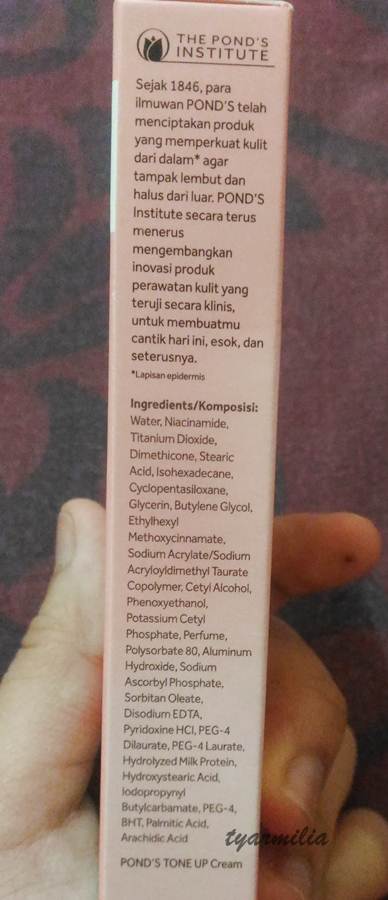 THE POND'S
INSTITUTE
Sejak 1846, para
ilmuwan POND'S telah
menciptakan produk
yang memperkuat kulit
dari dalam* agar
tampak lembut dan
halus dari luar. POND'S
Institute secara terus
menerus
mengembangkan
inovasi produk
perawatan kulit yang
teruji secara klinis,
untuk membuatmu
cantik hari ini, esok, dan
seterusnya.
*Lapisan epidermis
Ingredients/Komposisi:
Water, Niacinamide,
Titanium Dioxide,
Dimethicone, Stearic
Acid, Isohexadecane,
Cyclopentasiloxane,
Glycerin, Butylene Glycol,
Ethylhexyl
Methoxycinnamate,
Sodium Acrylate/Sodium
Acryloyldimethyl Taurate
Copolymer, Cetyl Alcohol,
Phenoxyethanol,
Potassium Cetyl
Phosphate, Perfume,
Polysorbate 80, Aluminum
Hydroxide, Sodium
Ascorbyl Phosphate,
Sorbitan Oleate,
Disodium EDTA,
Pyridoxine HCl, PEG-4
Dilaurate, PEG-4 Laurate,
Hydrolyzed Milk Protein,
Hydroxystearic Acid,
Iodopropynyl
Butylcarbamate, PEG-4,
BHT, Palmitic Acid,
Arachidic Acid
tyarmilia
POND'S TONE UP Cream